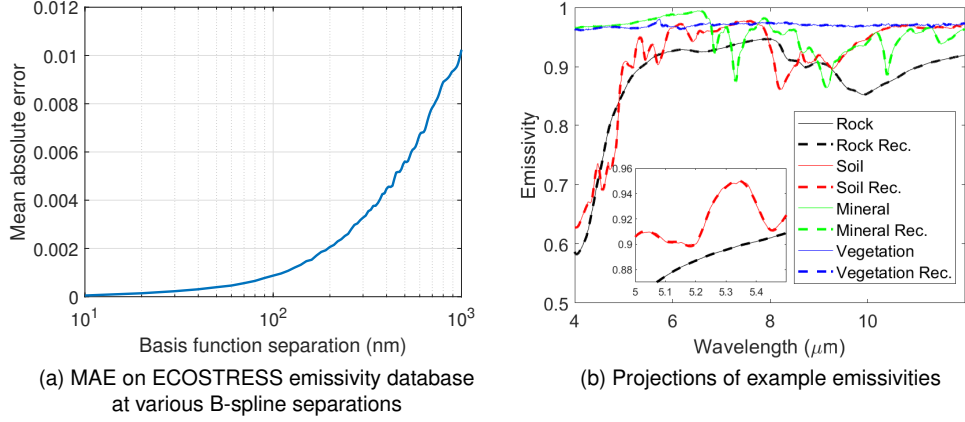 0.012
0.01
0.008
0.006
0.004
0.002
0
10^1
10^2
10^3
Mean absolute error
Basis function separation (nm)
(a) MAE on ECOSTRESS emissivity database
at various B-spline separations
1
0.9
0.8
0.7
0.6
0.5
4
6
8
10
Emissivity
Wavelength (μm)
0.96
0.94
0.92
0.9
0.88
5
5.1
5.2
5.3
5.4
Rock
Rock Rec.
Soil
Soil Rec.
Mineral
Mineral Rec.
Vegetation
Vegetation Rec.
(b) Projections of example emissivities